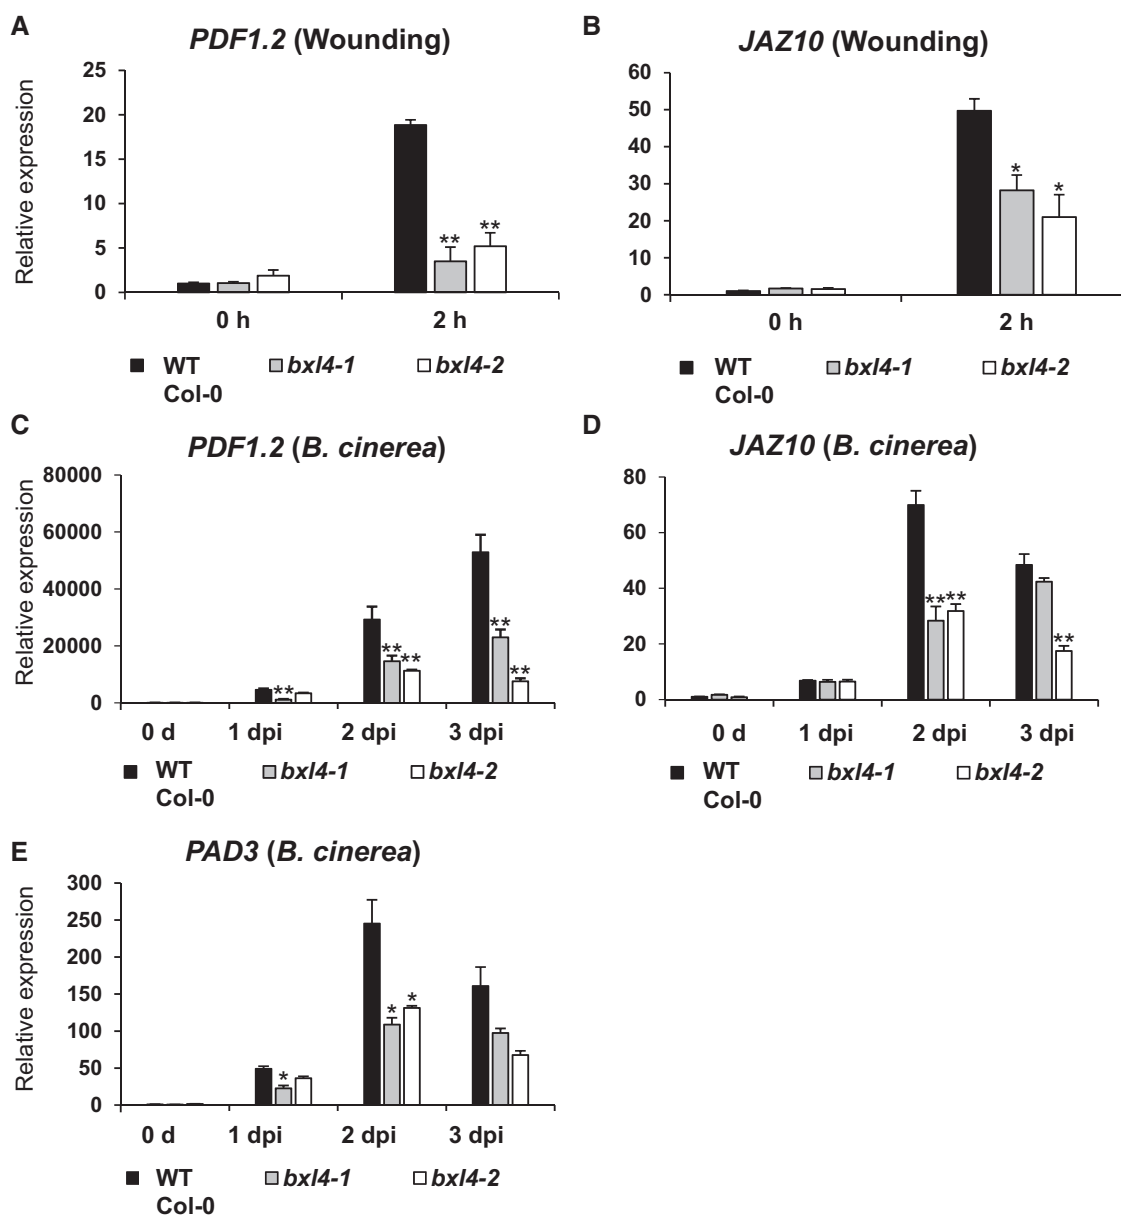 A
PDF1.2 (Wounding)
Relative expression
25
20
15
10
5
0
** **
0 h 2 h
WT Col-0 bxl4-1 bxl4-2
B
JAZ10 (Wounding)
60
50
40
30
20
10
0
* *
0 h 2 h
WT Col-0 bxl4-1 bxl4-2
C
PDF1.2 (B. cinerea)
Relative expression
80000
60000
40000
20000
0
** ** ** ** **
0 d 1 dpi 2 dpi 3 dpi
WT Col-0 bxl4-1 bxl4-2
D
JAZ10 (B. cinerea)
80
60
40
20
0
** ** **
0 d 1 dpi 2 dpi 3 dpi
WT Col-0 bxl4-1 bxl4-2
E
PAD3 (B. cinerea)
Relative expression
300
250
200
150
100
50
0
* * *
0 d 1 dpi 2 dpi 3 dpi
WT Col-0 bxl4-1 bxl4-2